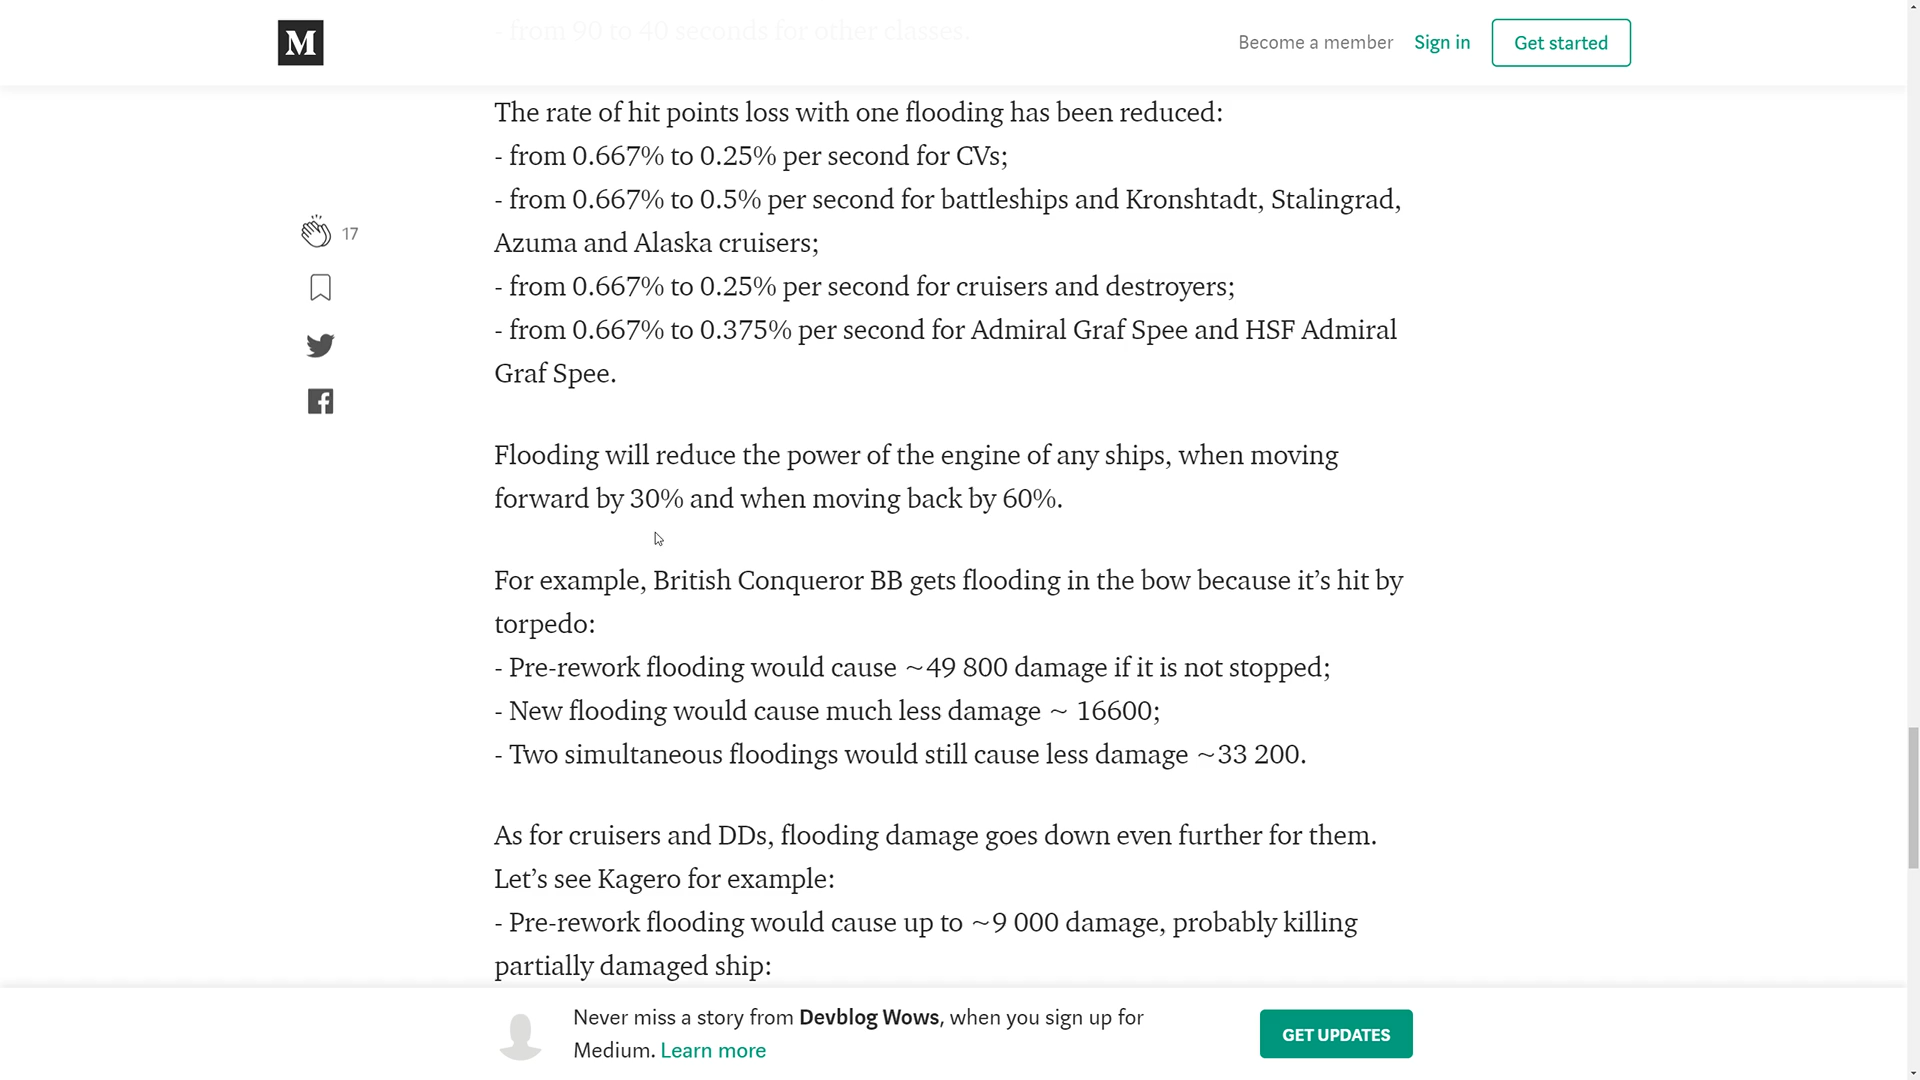 - from 90 to 40 seconds for other classes.
M
Become a member Sign in Get started
The rate of hit points loss with one flooding has been reduced:
- from 0.667% to 0.25% per second for CVs;
- from 0.667% to 0.5% per second for battleships and Kronshtadt, Stalingrad,
Azuma and Alaska cruisers;
- from 0.667% to 0.25% per second for cruisers and destroyers;
- from 0.667% to 0.375% per second for Admiral Graf Spee and HSF Admiral
Graf Spee.
17
Flooding will reduce the power of the engine of any ships, when moving
forward by 30% and when moving back by 60%.
For example, British Conqueror BB gets flooding in the bow because it’s hit by
torpedo:
- Pre-rework flooding would cause ~49 800 damage if it is not stopped;
- New flooding would cause much less damage ~ 16600;
- Two simultaneous floodings would still cause less damage ~33 200.
As for cruisers and DDs, flooding damage goes down even further for them.
Let’s see Kagero for example:
- Pre-rework flooding would cause up to ~9 000 damage, probably killing
partially damaged ship:
Never miss a story from Devblog Wows, when you sign up for
Medium. Learn more
GET UPDATES